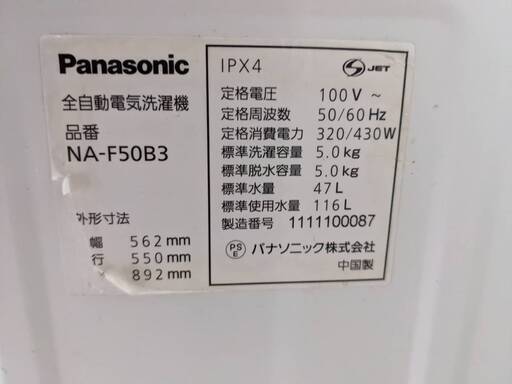 Panasonic
全自動電気洗濯機
品番
NA-F50B3
外形寸法
幅 562mm
行 550mm
892mm
IPX4
S JET
定格電圧 100V ~
定格周波数 50/60Hz
定格消費電力 320/430W
標準洗濯容量 5.0kg
標準脱水容量 5.0kg
標準水量 47L
標準使用水量 116L
製造番号 1111100087
PS E パナソニック株式会社
中国製